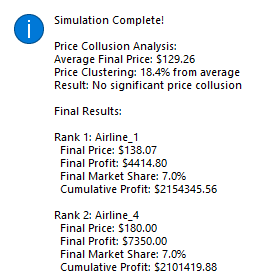 Simulation Complete!
Price Collusion Analysis:
Average Final Price: $129.26
Price Clustering: 18.4% from average
Result: No significant price collusion
Final Results:
Rank 1: Airline_1
Final Price: $138.07
Final Profit: $4414.80
Final Market Share: 7.0%
Cumulative Profit: $2154345.56
Rank 2: Airline_4
Final Price: $180.00
Final Profit: $7350.00
Final Market Share: 7.0%
Cumulative Profit: $2101419.88